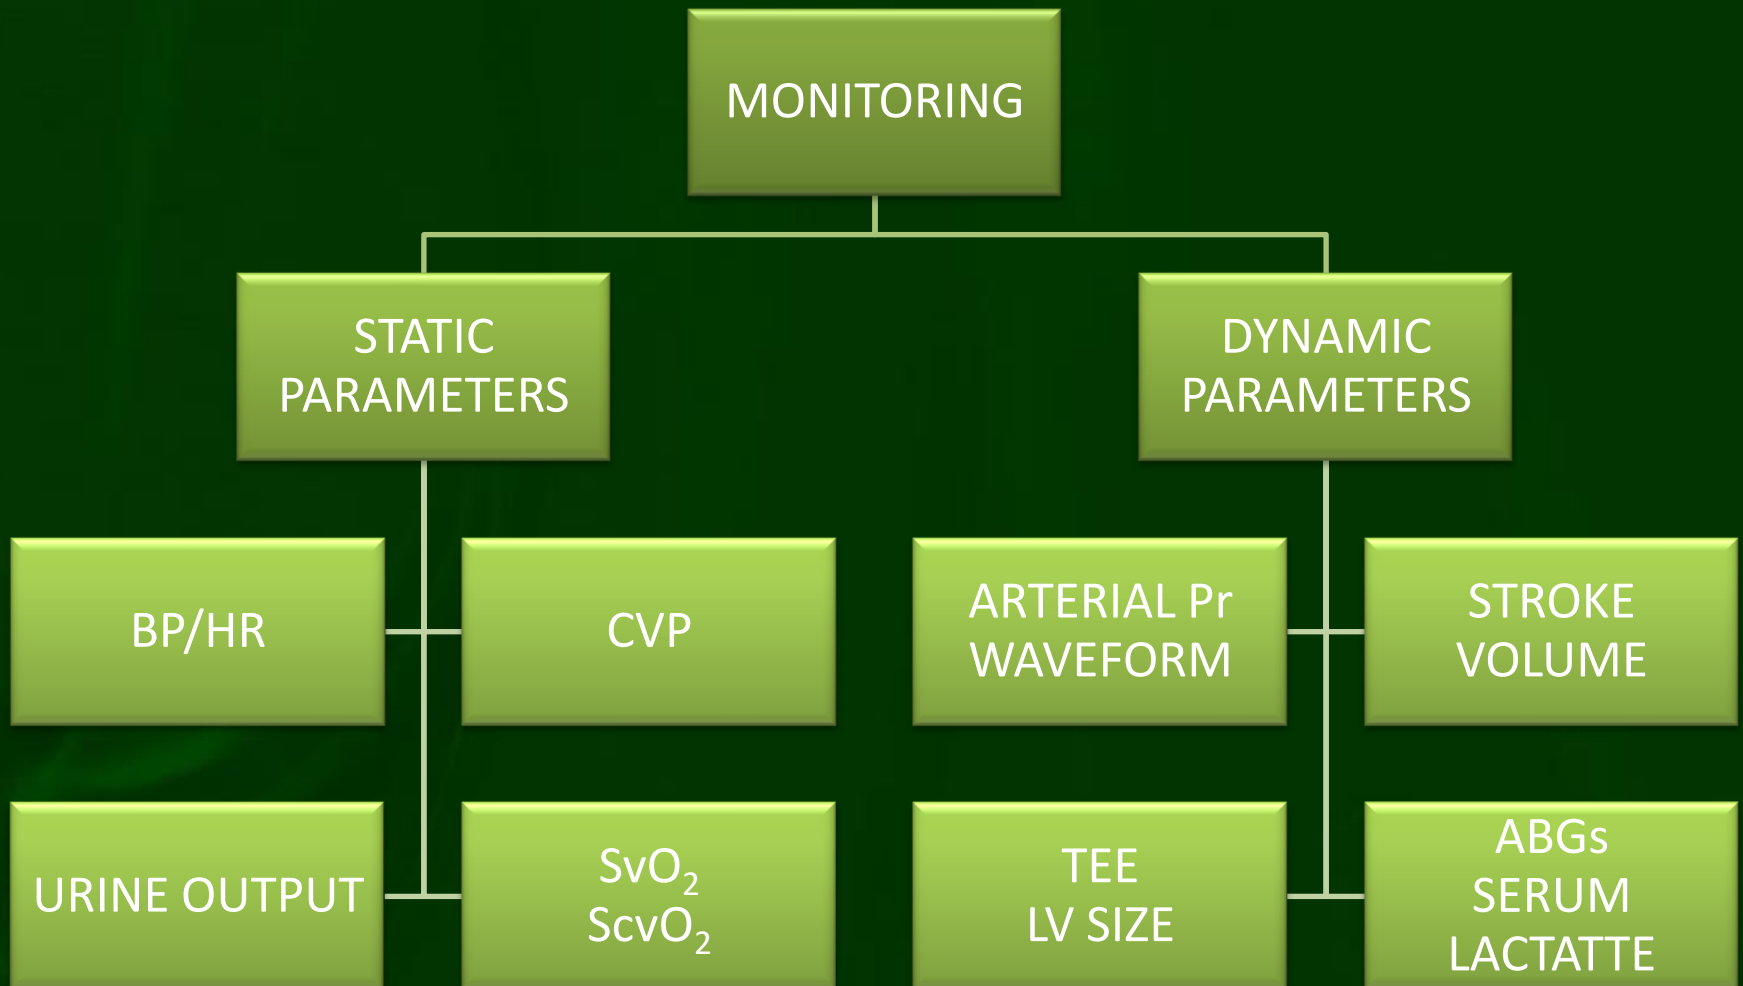 MONITORING
STATIC
PARAMETERS
DYNAMIC
PARAMETERS
BP/HR
CVP
ARTERIAL Pr
WAVEFORM
STROKE
VOLUME
URINE OUTPUT
SvO₂
ScvO₂
TEE
LV SIZE
ABGs
SERUM
LACTATTE